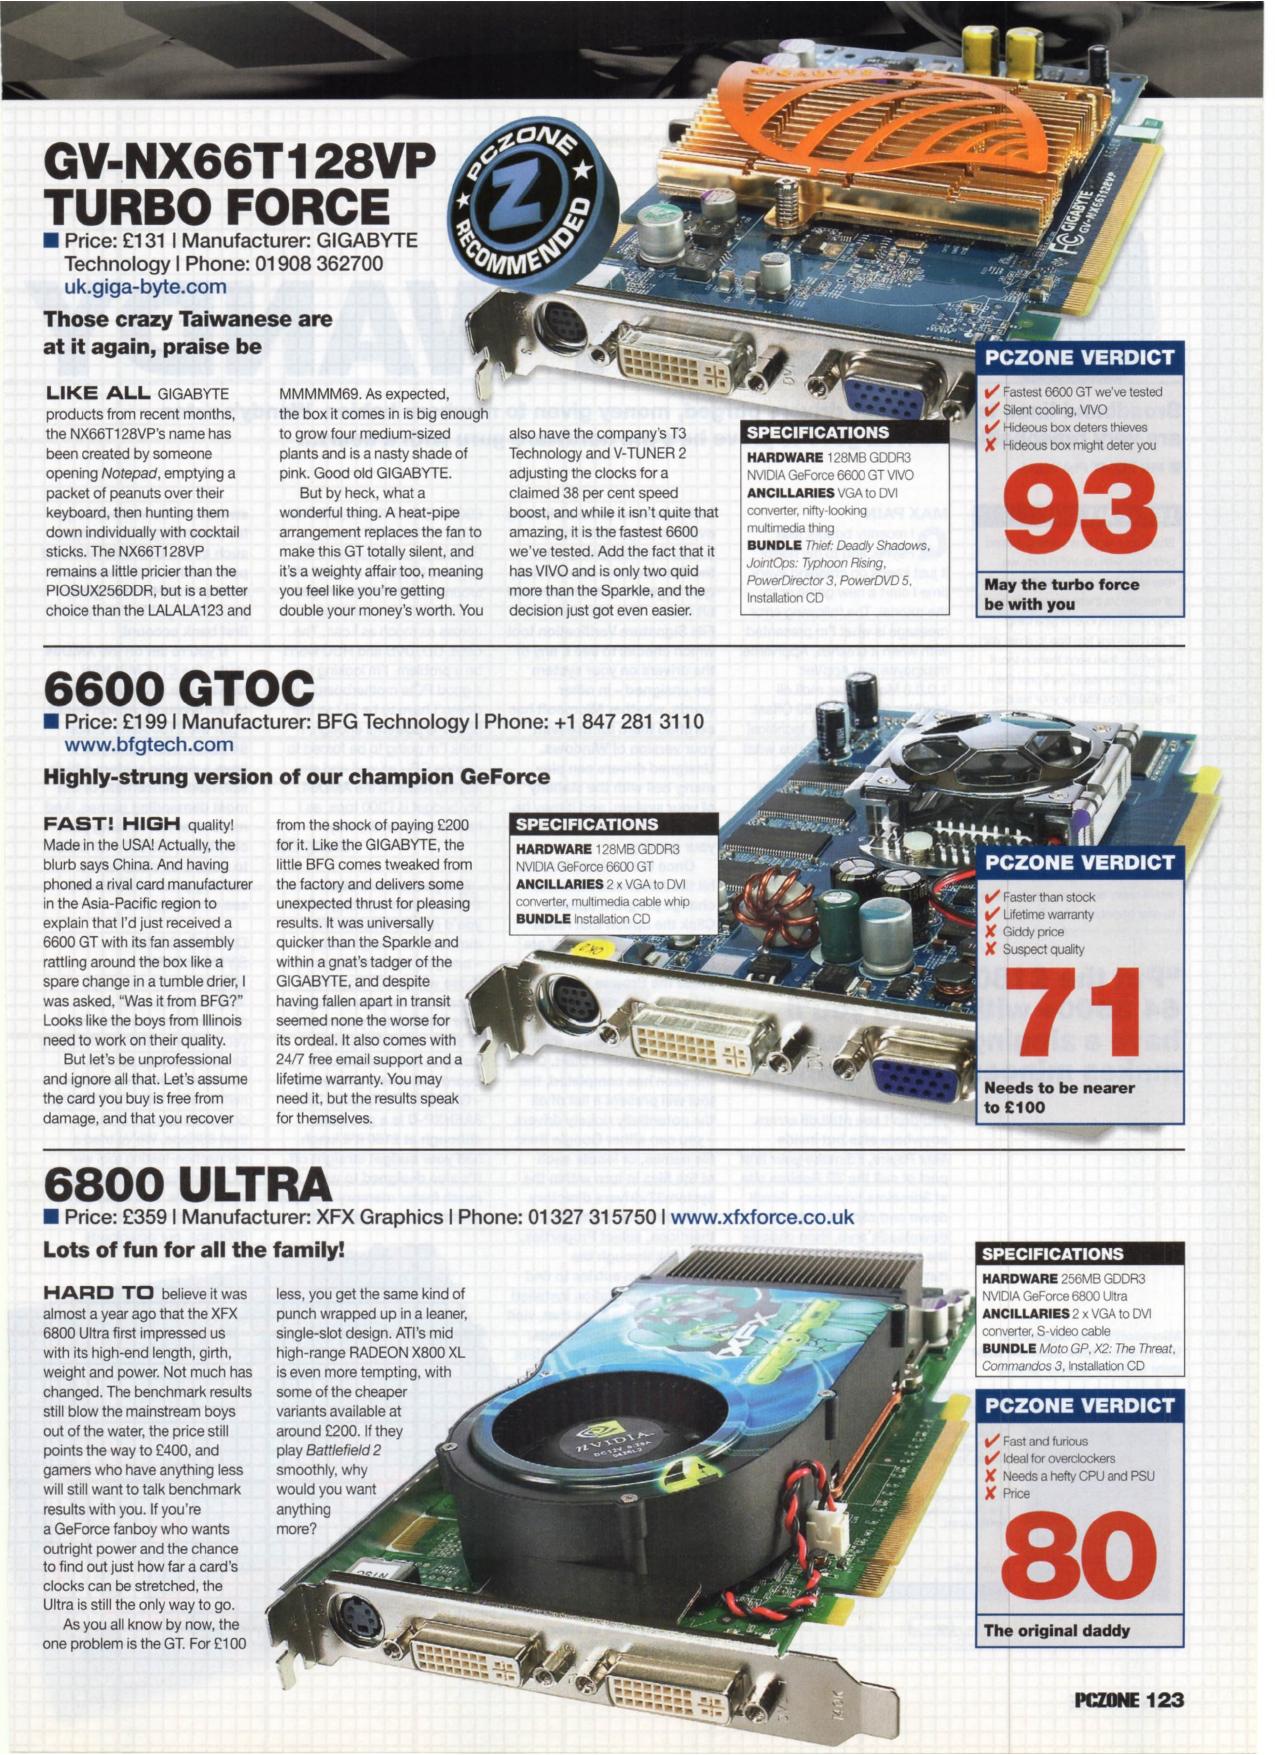 GV-NX66T128VP
TURBO FORCE
Price: £131 | Manufacturer: GIGABYTE
Technology | Phone: 01908 362700
uk.giga-byte.com
Those crazy Taiwanese are
at it again, praise be
PCZONE
Z
RECOMMENDED
GIGABYTE
GV-NX66T128VP
LIKE ALL GIGABYTE
products from recent months,
the NX66T128VP's name has
been created by someone
opening Notepad, emptying a
packet of peanuts over their
keyboard, then hunting them
down individually with cocktail
sticks. The NX66T128VP
remains a little pricier than the
PIOSUX256DDR, but is a better
choice than the LALALA123 and
MMMMM69. As expected,
the box it comes in is big enough
to grow four medium-sized
plants and is a nasty shade of
pink. Good old GIGABYTE.
But by heck, what a
wonderful thing. A heat-pipe
arrangement replaces the fan to
make this GT totally silent, and
it's a weighty affair too, meaning
you feel like you're getting
double your money's worth. You
also have the company's T3
Technology and V-TUNER 2
adjusting the clocks for a
claimed 38 per cent speed
boost, and while it isn't quite that
amazing, it is the fastest 6600
we've tested. Add the fact that it
has VIVO and is only two quid
more than the Sparkle, and the
decision just got even easier.
SPECIFICATIONS
HARDWARE 128MB GDDR3
NVIDIA GeForce 6600 GT VIVO
ANCILLARIES VGA to DVI
converter, nifty-looking
multimedia thing
BUNDLE Thief: Deadly Shadows,
JointOps: Typhoon Rising,
PowerDirector 3, PowerDVD 5,
Installation CD
PCZONE VERDICT
✓ Fastest 6600 GT we've tested
✓ Silent cooling, VIVO
✓ Hideous box deters thieves
✗ Hideous box might deter you
93
May the turbo force
be with you
6600 GTOC
Price: £199 | Manufacturer: BFG Technology | Phone: +1 847 281 3110
www.bfgtech.com
Highly-strung version of our champion GeForce
FAST! HIGH quality!
Made in the USA! Actually, the
blurb says China. And having
phoned a rival card manufacturer
in the Asia-Pacific region to
explain that I'd just received a
6600 GT with its fan assembly
rattling around the box like a
spare change in a tumble drier, I
was asked, "Was it from BFG?"
Looks like the boys from Illinois
need to work on their quality.
But let's be unprofessional
and ignore all that. Let's assume
the card you buy is free from
damage, and that you recover
from the shock of paying £200
for it. Like the GIGABYTE, the
little BFG comes tweaked from
the factory and delivers some
unexpected thrust for pleasing
results. It was universally
quicker than the Sparkle and
within a gnat's tadger of the
GIGABYTE, and despite
having fallen apart in transit
seemed none the worse for
its ordeal. It also comes with
24/7 free email support and a
lifetime warranty. You may
need it, but the results speak
for themselves.
SPECIFICATIONS
HARDWARE 128MB GDDR3
NVIDIA GeForce 6600 GT
ANCILLARIES 2 x VGA to DVI
converter, multimedia cable whip
BUNDLE Installation CD
PCZONE VERDICT
✓ Faster than stock
✓ Lifetime warranty
✗ Giddy price
✗ Suspect quality
71
Needs to be nearer
to £100
6800 ULTRA
Price: £359 | Manufacturer: XFX Graphics | Phone: 01327 315750 | www.xfxforce.co.uk
Lots of fun for all the family!
HARD TO believe it was
almost a year ago that the XFX
6800 Ultra first impressed us
with its high-end length, girth,
weight and power. Not much has
changed. The benchmark results
still blow the mainstream boys
out of the water, the price still
points the way to £400, and
gamers who have anything less
will still want to talk benchmark
results with you. If you're
a GeForce fanboy who wants
outright power and the chance
to find out just how far a card's
clocks can be stretched, the
Ultra is still the only way to go.
As you all know by now, the
one problem is the GT. For £100
less, you get the same kind of
punch wrapped up in a leaner,
single-slot design. ATI's mid
high-range RADEON X800 XL
is even more tempting, with
some of the cheaper
variants available at
around £200. If they
play Battlefield 2
smoothly, why
would you want
anything
more?
XFX
NVIDIA
SPECIFICATIONS
HARDWARE 256MB GDDR3
NVIDIA GeForce 6800 Ultra
ANCILLARIES 2 x VGA to DVI
converter, S-video cable
BUNDLE Moto GP, X2: The Threat,
Commandos 3, Installation CD
PCZONE VERDICT
✓ Fast and furious
✓ Ideal for overclockers
✗ Needs a hefty CPU and PSU
✗ Price
80
The original daddy
PCZONE 123